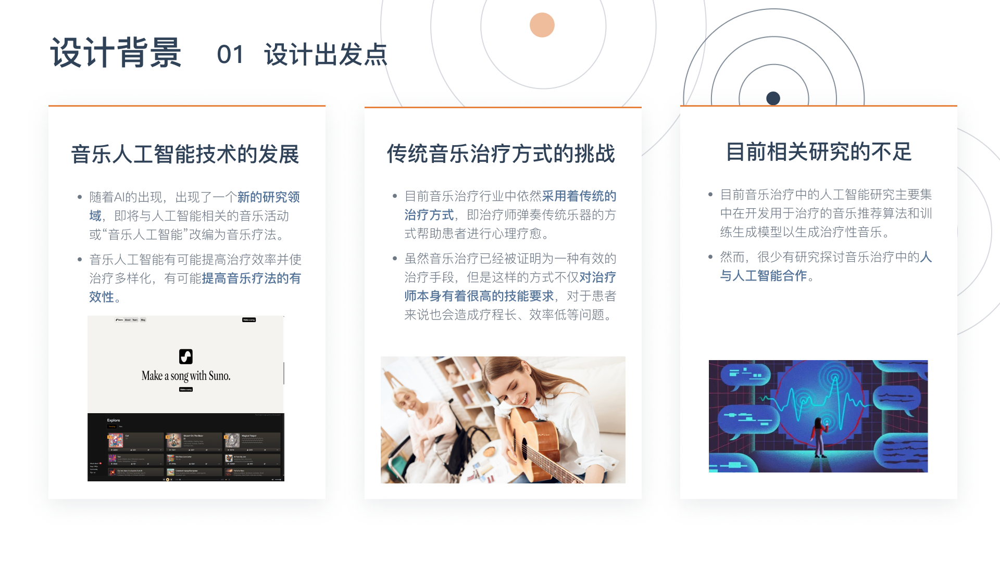 设计背景 01 设计出发点
音乐人工智能技术的发展
• 随着AI的出现，出现了一个新的研究领
域，即将与人工智能相关的音乐活动
或“音乐人工智能”改编为音乐疗法。
• 音乐人工智能有可能提高治疗效率并使
治疗多样化，有可能提高音乐疗法的有
效性。
Suno About Team Blog
Make a song
Make a song with Suno.
Make a song
Explore
传统音乐治疗方式的挑战
• 目前音乐治疗行业中依然采用着传统的
治疗方式，即治疗师弹奏传统乐器的方
式帮助患者进行心理疗愈。
• 虽然音乐治疗已经被证明为一种有效的
治疗手段，但是这样的方式不仅对治疗
师本身有着很高的技能要求，对于患者
来说也会造成疗程长、效率低等问题。
目前相关研究的不足
• 目前音乐治疗中的人工智能研究主要集
中在开发用于治疗的音乐推荐算法和训
练生成模型以生成治疗性音乐。
• 然而，很少有研究探讨音乐治疗中的人
与人工智能合作。